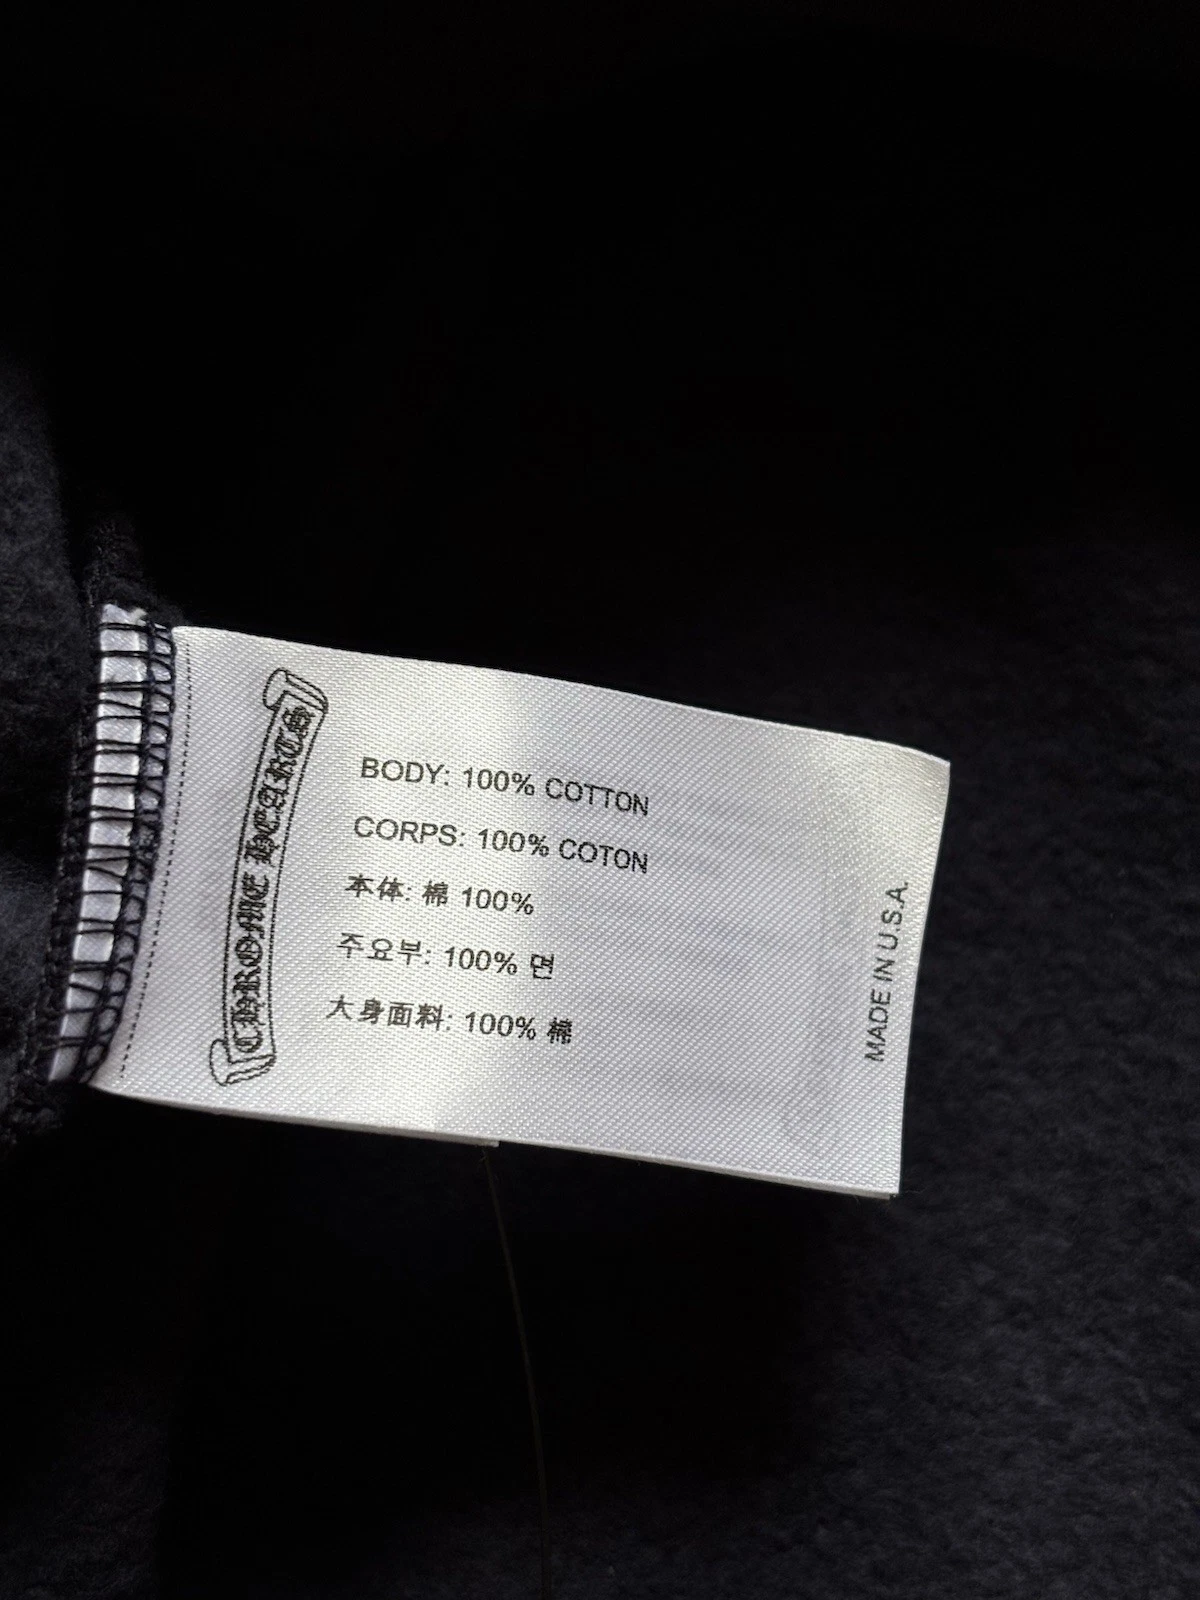 CHROME HEARTS
BODY: 100% COTTON
CORPS: 100% COTON
本体: 棉 100%
주요부: 100% 면
大身面料: 100% 棉
MADE IN U.S.A.